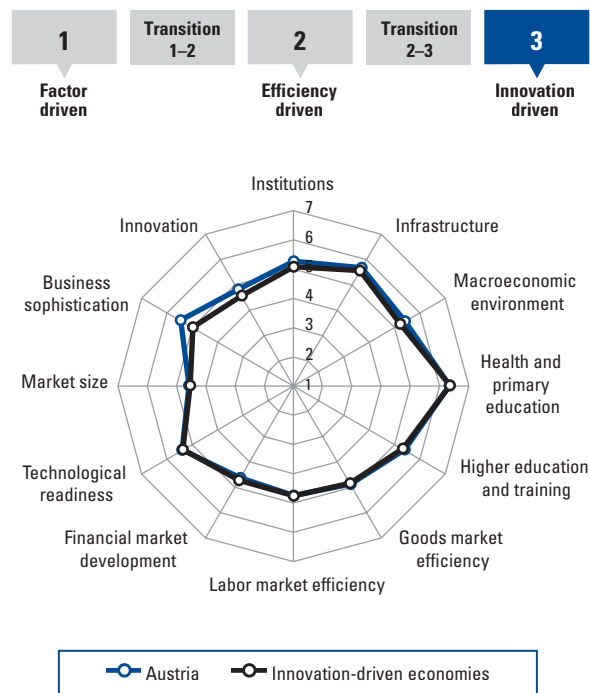 1
Transition
1–2
2
Transition
2–3
3
Factor
driven
Efficiency
driven
Innovation
driven
Institutions
Innovation
Infrastructure
Business
sophistication
Macroeconomic
environment
Market size
Health and
primary
education
Technological
readiness
Higher education
and training
Financial market
development
Goods market
efficiency
Labor market efficiency
7
6
5
4
3
2
1
Austria
Innovation-driven economies